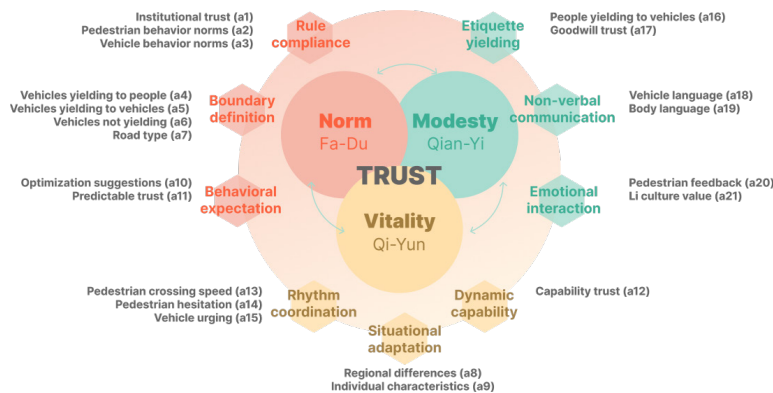 Institutional trust (a1)
Pedestrian behavior norms (a2)
Vehicle behavior norms (a3)
Rule
compliance
Etiquette
yielding
People yielding to vehicles (a16)
Goodwill trust (a17)
Vehicles yielding to people (a4)
Vehicles yielding to vehicles (a5)
Vehicles not yielding (a6)
Road type (a7)
Boundary
definition
Norm
Fa-Du
Modesty
Qian-Yi
Non-verbal
communication
Vehicle language (a18)
Body language (a19)
TRUST
Optimization suggestions (a10)
Predictable trust (a11)
Behavioral
expectation
Vitality
Qi-Yun
Emotional
interaction
Pedestrian feedback (a20)
Li culture value (a21)
Pedestrian crossing speed (a13)
Pedestrian hesitation (a14)
Vehicle urging (a15)
Rhythm
coordination
Dynamic
capability
Capability trust (a12)
Situational
adaptation
Regional differences (a8)
Individual characteristics (a9)